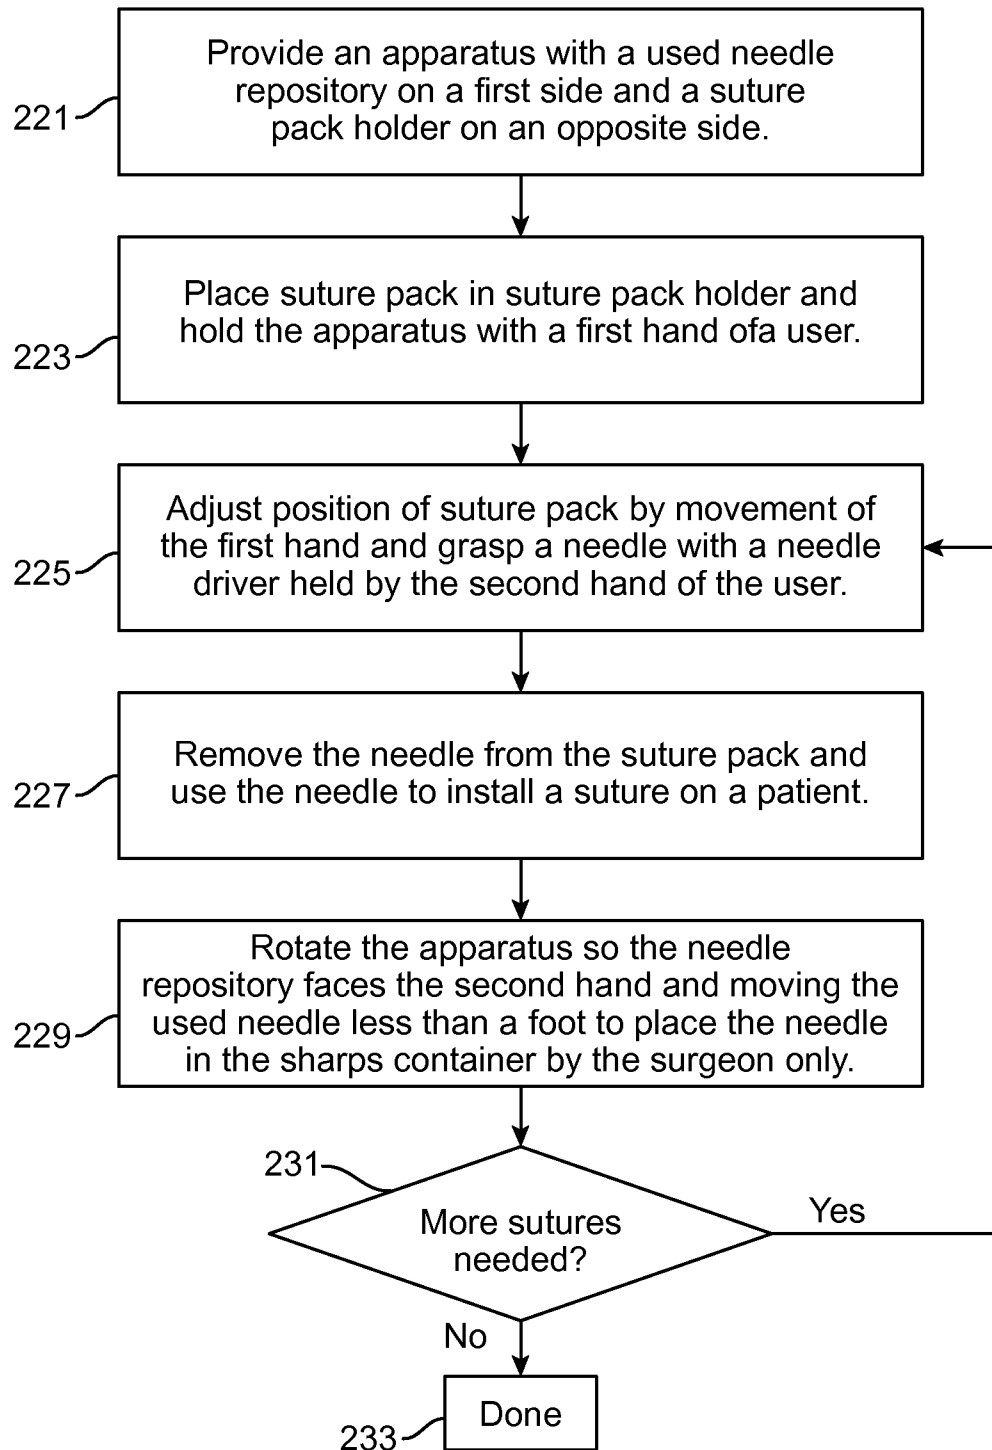 Provide an apparatus with a used needle
repository on a first side and a suture
pack holder on an opposite side.
221
Place suture pack in suture pack holder and
hold the apparatus with a first hand ofa user.
223
Adjust position of suture pack by movement of
the first hand and grasp a needle with a needle
driver held by the second hand of the user.
225
Remove the needle from the suture pack and
use the needle to install a suture on a patient.
227
Rotate the apparatus so the needle
repository faces the second hand and moving the
used needle less than a foot to place the needle
in the sharps container by the surgeon only.
229
231
More sutures
needed?
Yes
No
Done
233